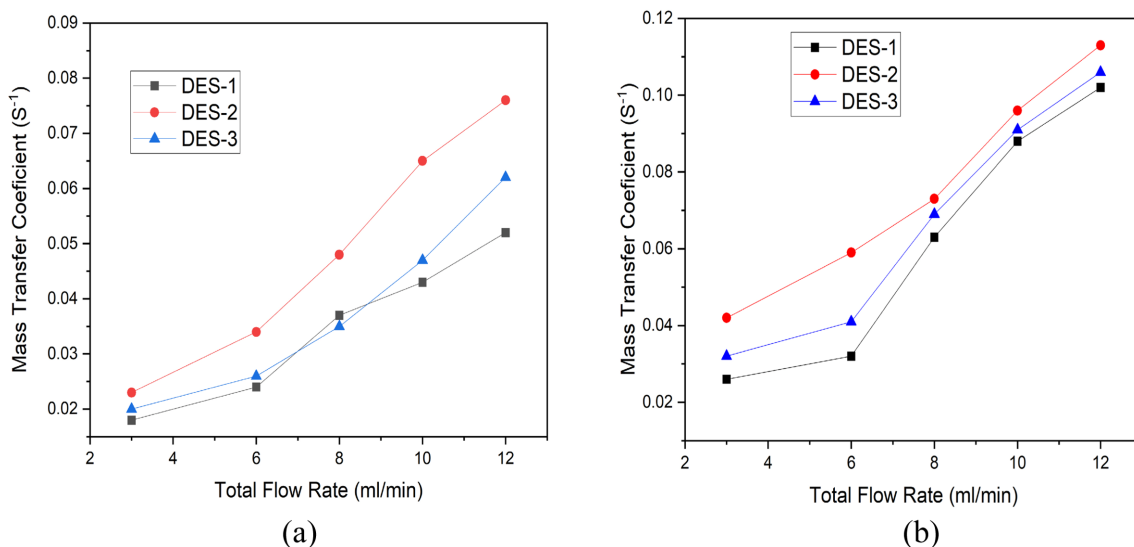 0.09
0.08
0.07
0.06
0.05
0.04
0.03
0.02
Mass Transfer Coeficient (S⁻¹)
DES-1
DES-2
DES-3
2 4 6 8 10 12
Total Flow Rate (ml/min)
(a)
0.12
0.10
0.08
0.06
0.04
0.02
Mass Transfer Coeficient (S⁻¹)
DES-1
DES-2
DES-3
2 4 6 8 10 12
Total Flow Rate (ml/min)
(b)